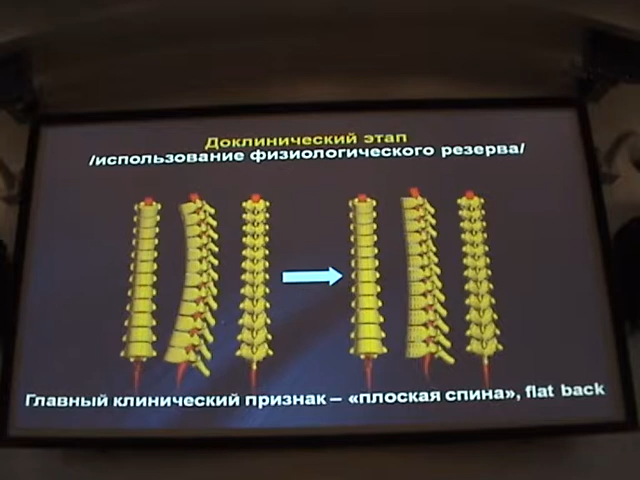 Доклинический этап
/использование физиологического резерва/
Главный клинический признак – «плоская спина», flat back